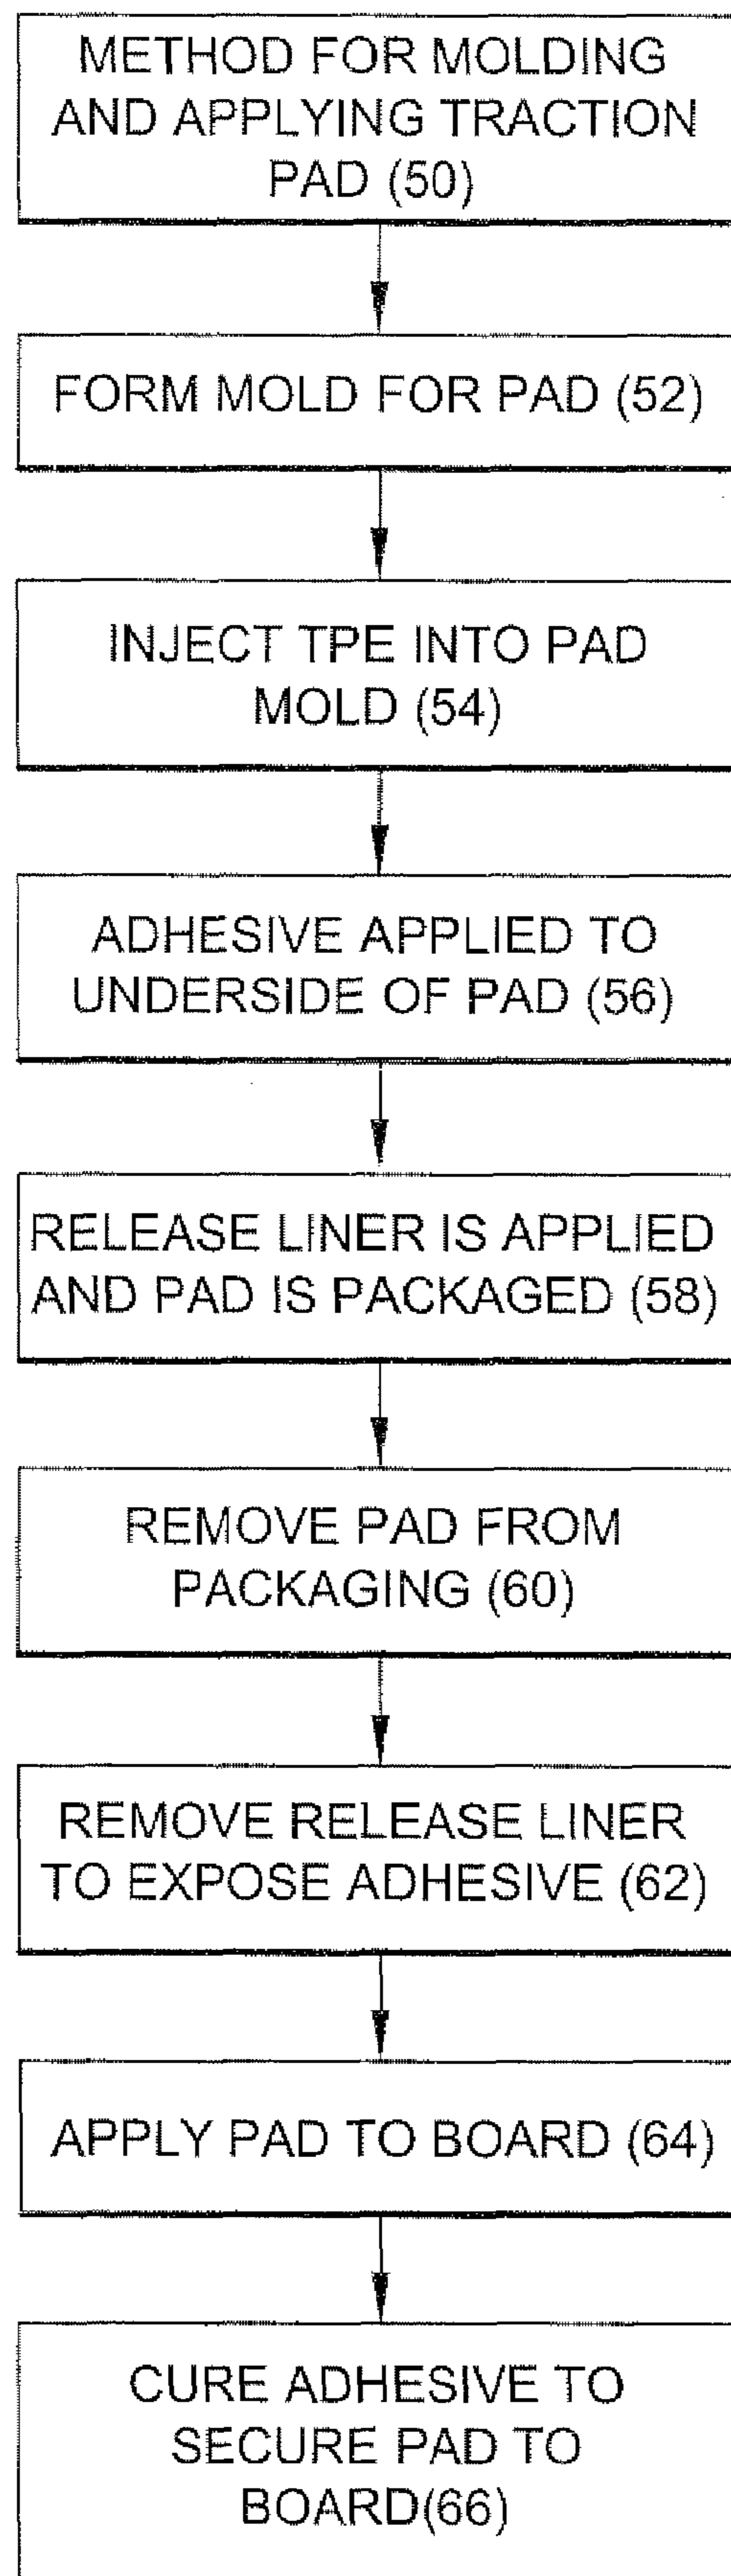 METHOD FOR MOLDING
AND APPLYING TRACTION
PAD (50)
FORM MOLD FOR PAD (52)
INJECT TPE INTO PAD
MOLD (54)
ADHESIVE APPLIED TO
UNDERSIDE OF PAD (56)
RELEASE LINER IS APPLIED
AND PAD IS PACKAGED (58)
REMOVE PAD FROM
PACKAGING (60)
REMOVE RELEASE LINER
TO EXPOSE ADHESIVE (62)
APPLY PAD TO BOARD (64)
CURE ADHESIVE TO
SECURE PAD TO
BOARD(66)